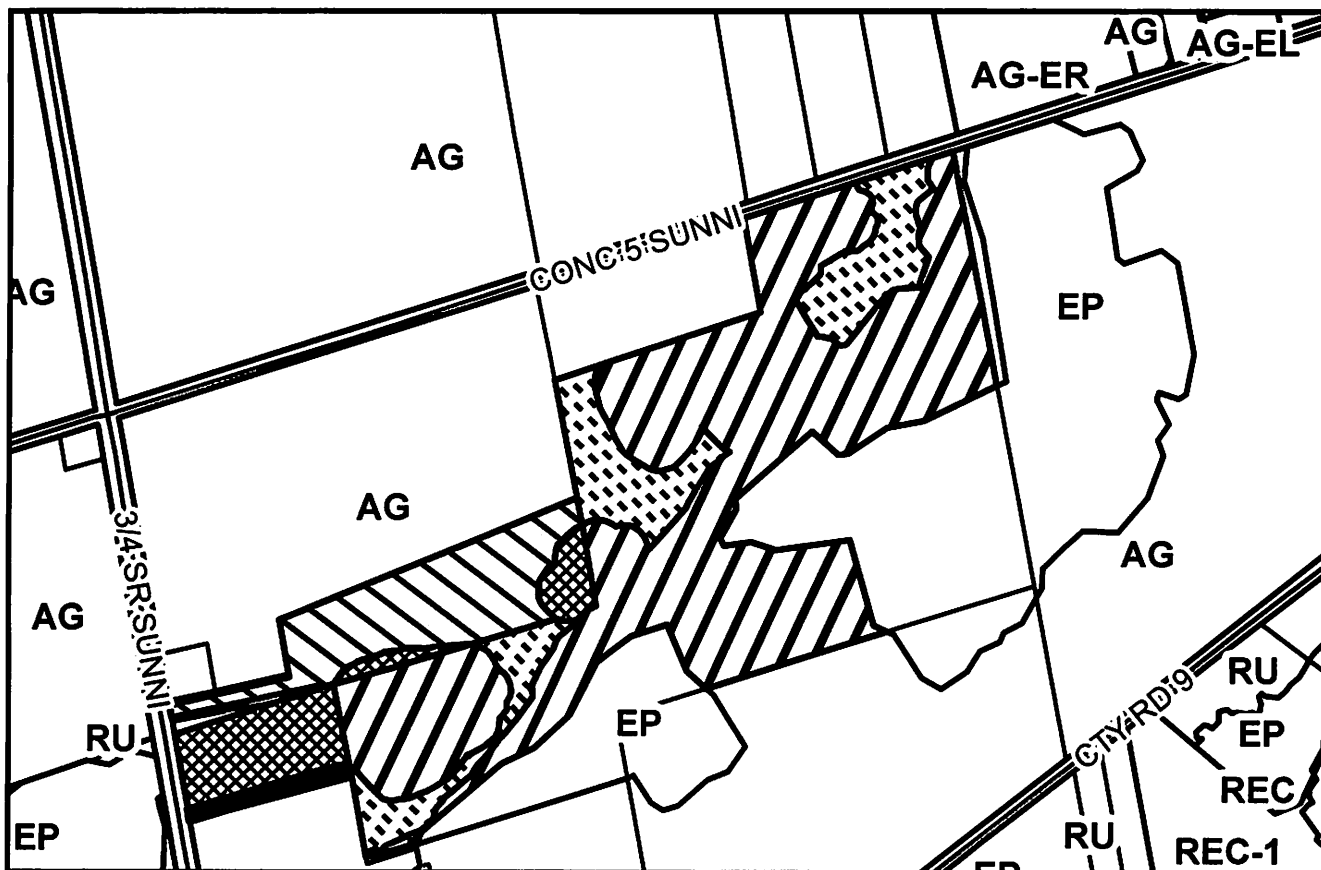 AG
AG-EL
AG-ER
AG
CONC 5 SUNNI
AG
EP
AG
3/4 SR SUNNI
AG
AG
RU
EP
EP
CTY RD 9
RU
EP
REC
RU
REC-1
EP